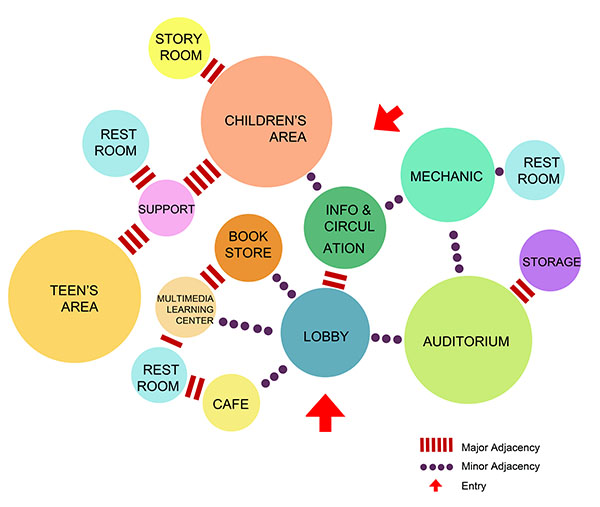 STORY
ROOM
CHILDREN'S
AREA
REST
ROOM
MECHANIC
REST
ROOM
SUPPORT
INFO &
CIRCUL
ATION
BOOK
STORE
STORAGE
TEEN'S
AREA
MULTIMEDIA
LEARNING
CENTER
LOBBY
AUDITORIUM
REST
ROOM
CAFE
Major Adjacency
Minor Adjacency
Entry